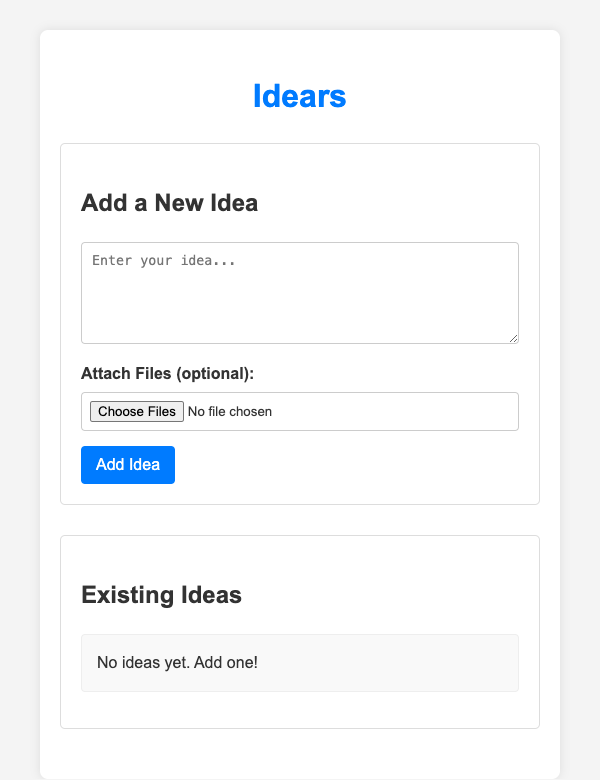 Idears
Add a New Idea
Enter your idea...
Attach Files (optional):
Choose Files No file chosen
Add Idea
Existing Ideas
No ideas yet. Add one!